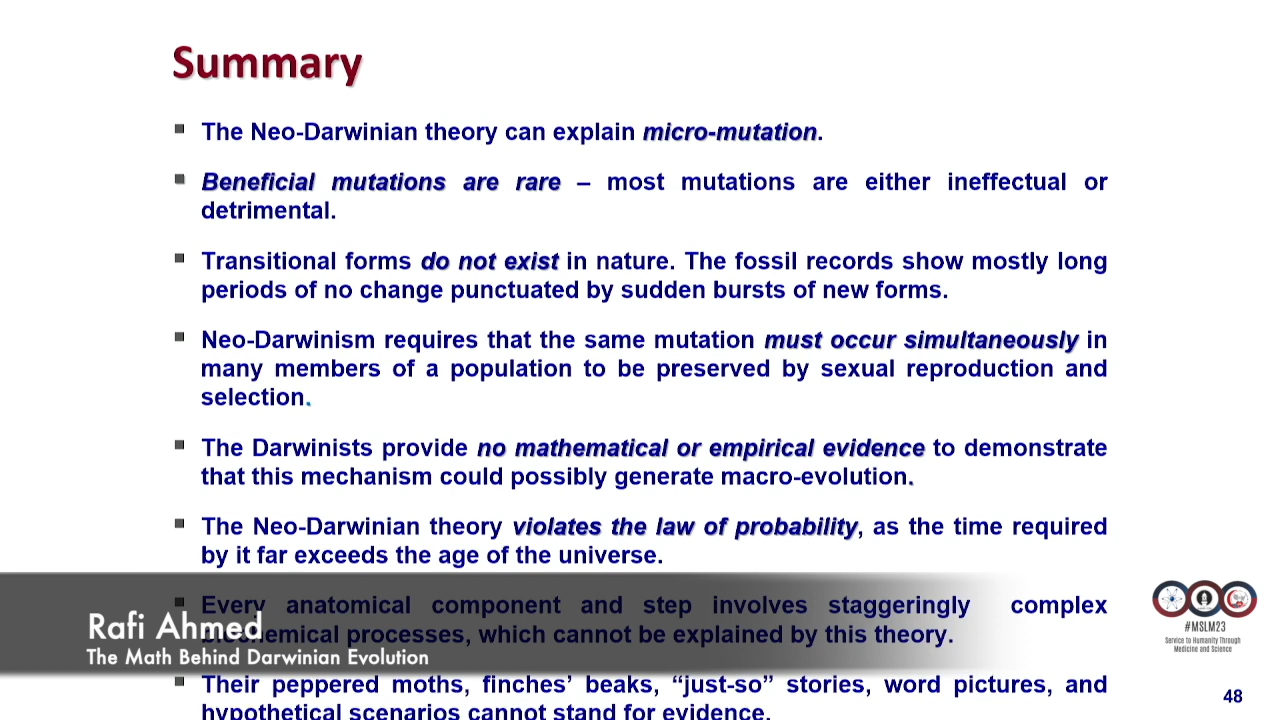 Summary
The Neo-Darwinian theory can explain micro-mutation.
Beneficial mutations are rare – most mutations are either ineffectual or
detrimental.
Transitional forms do not exist in nature. The fossil records show mostly long
periods of no change punctuated by sudden bursts of new forms.
Neo-Darwinism requires that the same mutation must occur simultaneously in
many members of a population to be preserved by sexual reproduction and
selection.
The Darwinists provide no mathematical or empirical evidence to demonstrate
that this mechanism could possibly generate macro-evolution.
The Neo-Darwinian theory violates the law of probability, as the time required
by it far exceeds the age of the universe.
Every anatomical component and step involves staggeringly complex
biochemical processes, which cannot be explained by this theory.
Rafi Ahmed
The Math Behind Darwinian Evolution
Their peppered moths, finches' beaks, “just-so” stories, word pictures, and
hypothetical scenarios cannot stand for evidence.
#MSLM23
Service to Humanity Through
Medicine and Science
48